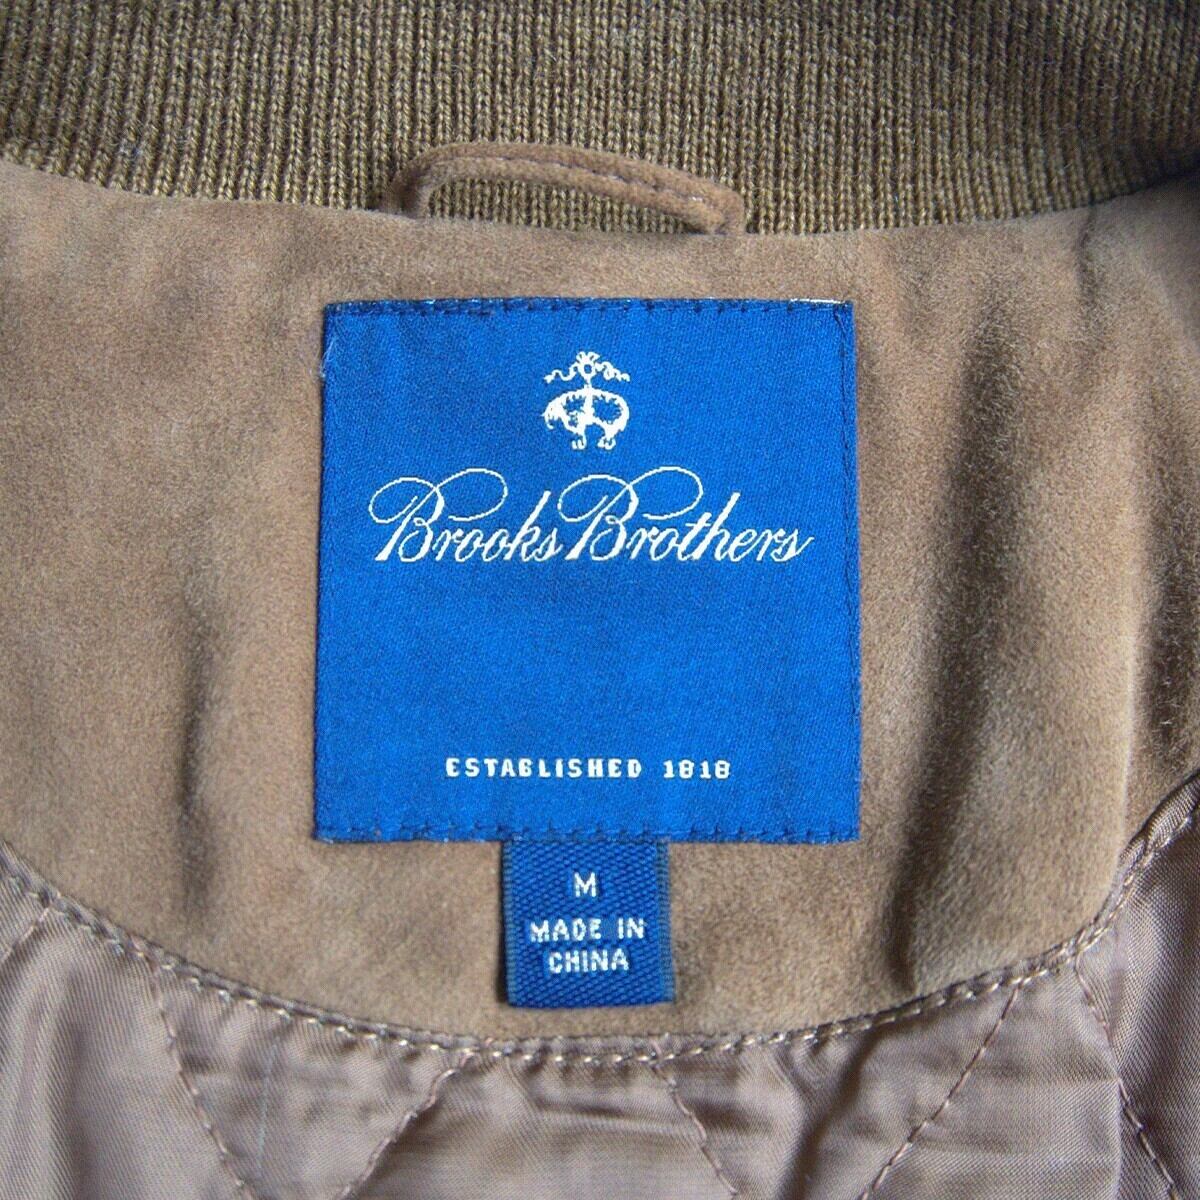 Brooks Brothers
ESTABLISHED 1818
M
MADE IN
CHINA